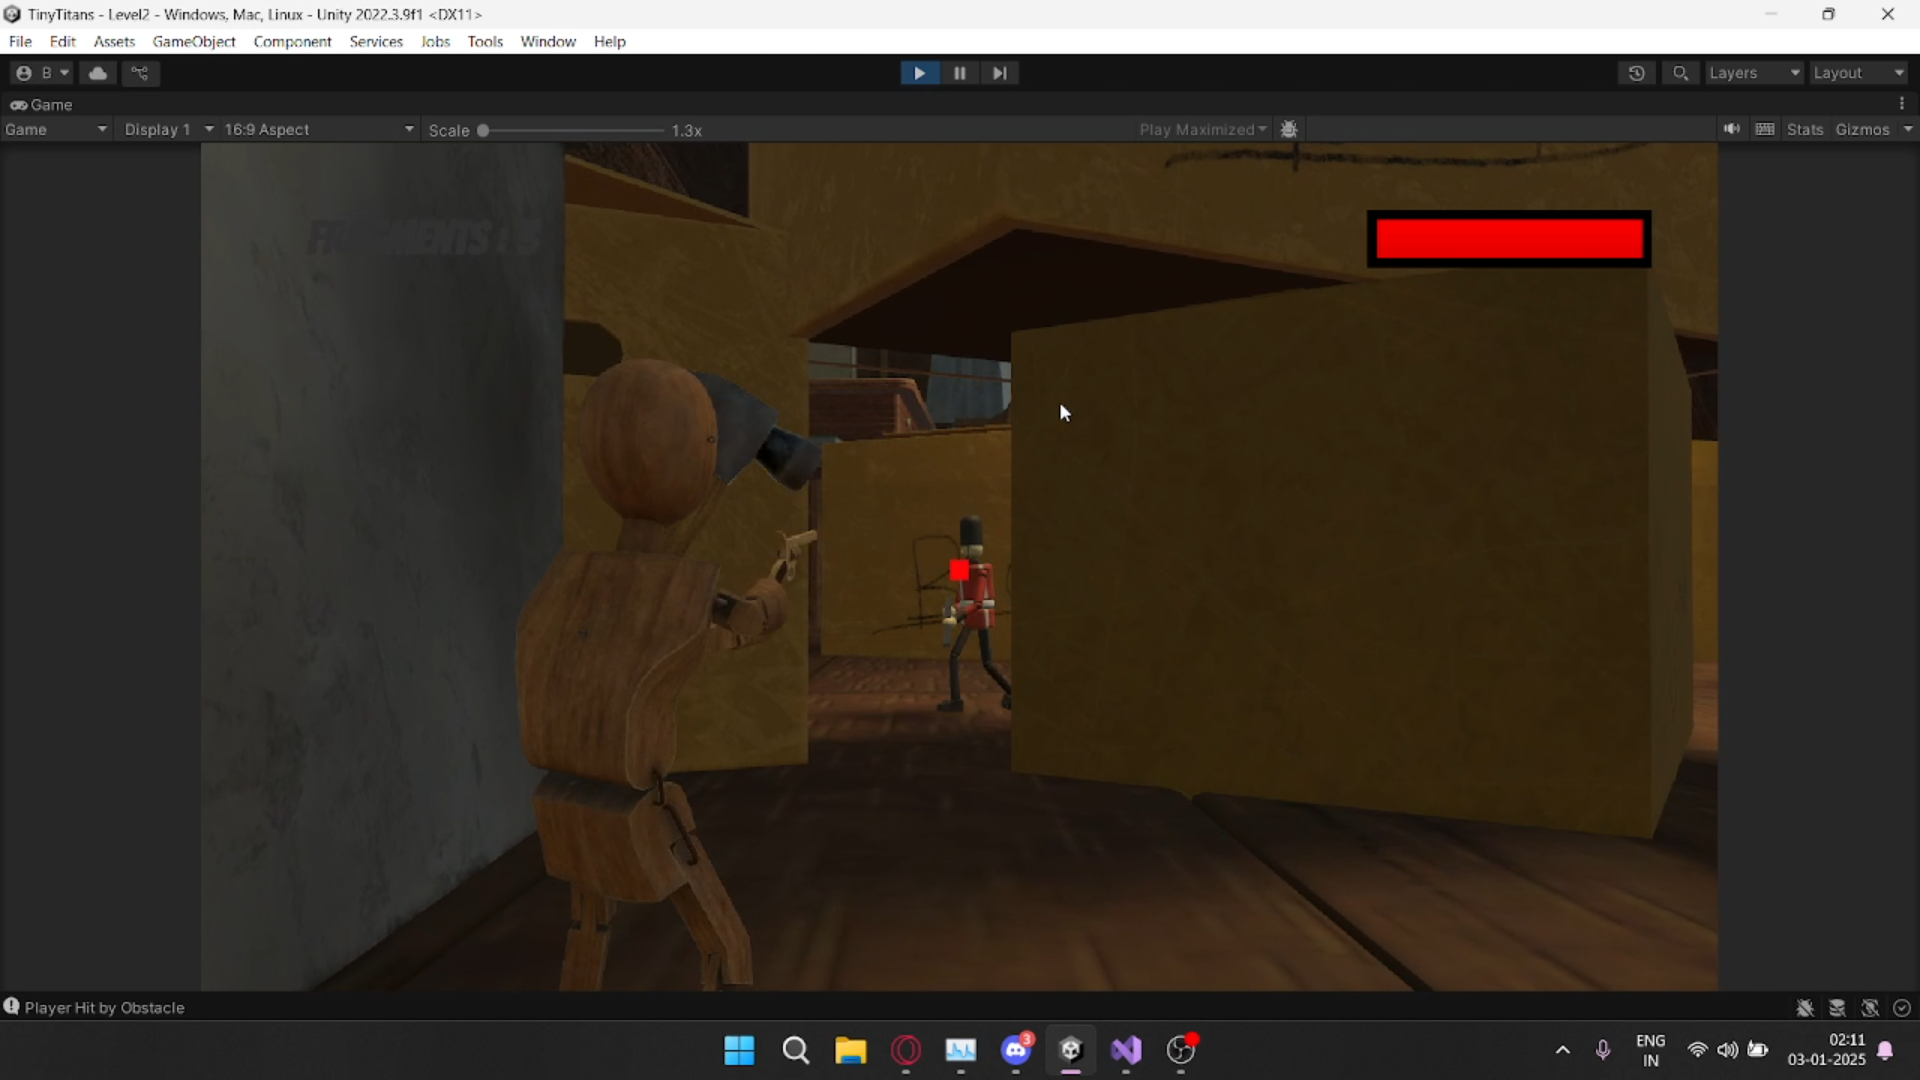 TinyTitans - Level2 - Windows, Mac, Linux - Unity 2022.3.9f1 <DX11>
File Edit Assets GameObject Component Services Jobs Tools Window Help
B Layers Layout
Game
Game Display 1 16:9 Aspect Scale 1.3x Play Maximized Stats Gizmos
FRAGMENTS :
Player Hit by Obstacle
3
ENG 02:11
IN 03-01-2025